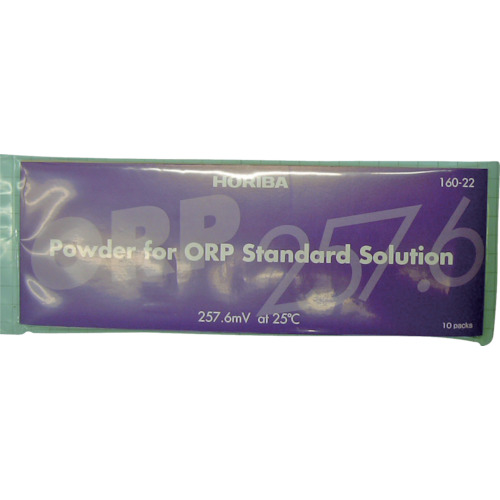 HORIBA
160-22
ORP 257.6
Powder for ORP Standard Solution
257.6mV at 25°C
10 packs